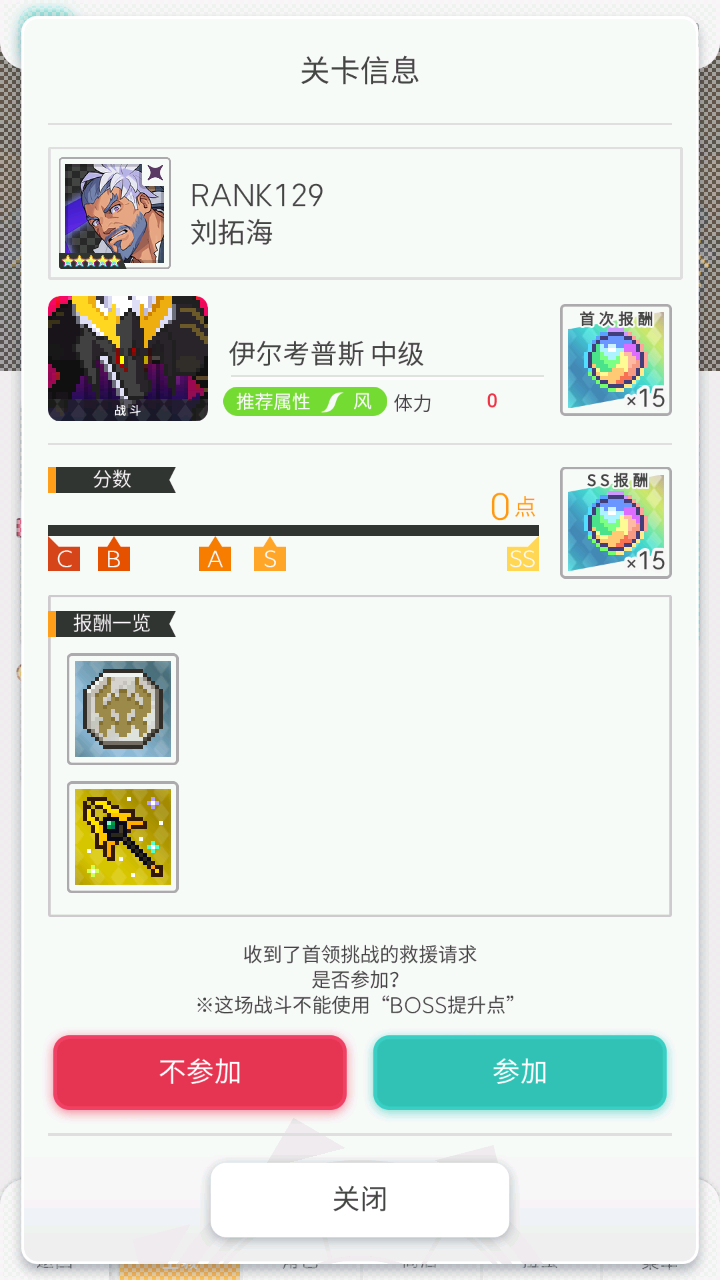 关卡信息
RANK129
刘拓海
伊尔考普斯 中级
首次报酬
×15
战斗
推荐属性 风 体力 0
分数
0点
SS报酬
×15
C B A S SS
报酬一览
收到了首领挑战的救援请求
是否参加?
※这场战斗不能使用“BOSS提升点”
不参加
参加
关闭